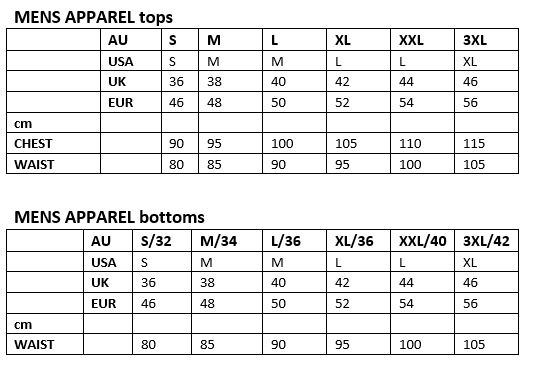 MENS APPAREL tops
AU S M L XL XXL 3XL
USA S M M L L XL
UK 36 38 40 42 44 46
EUR 46 48 50 52 54 56
cm
CHEST 90 95 100 105 110 115
WAIST 80 85 90 95 100 105
MENS APPAREL bottoms
AU S/32 M/34 L/36 XL/36 XXL/40 3XL/42
USA S M M L L XL
UK 36 38 40 42 44 46
EUR 46 48 50 52 54 56
cm
WAIST 80 85 90 95 100 105